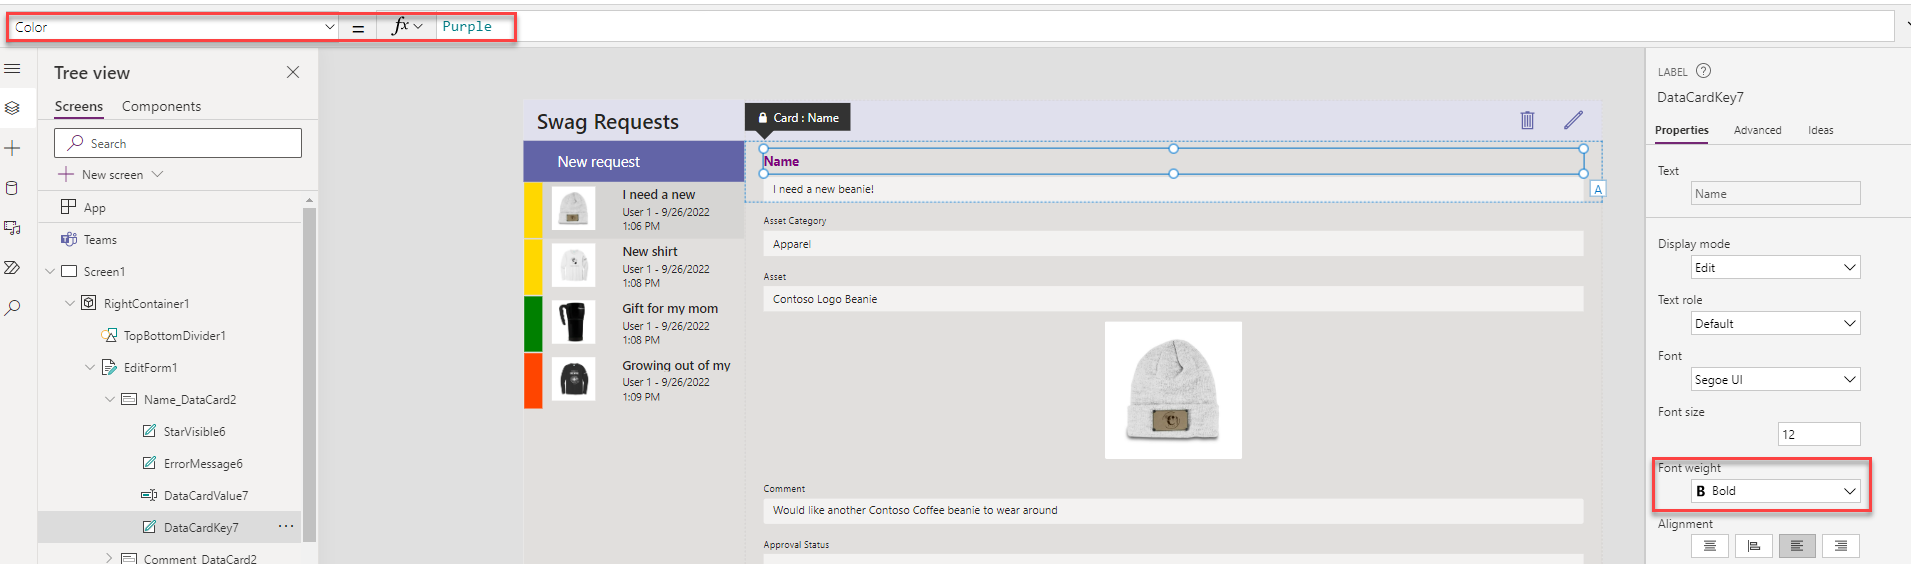 Color = fx Purple
Tree view
Screens Components
Search
New screen
App
Teams
Screen1
RightContainer1
TopBottomDivider1
EditForm1
Name_DataCard2
StarVisible6
ErrorMessage6
DataCardValue7
DataCardKey7 ...
Comment_DataCard2
Swag Requests
New request
I need a new
User 1 - 9/26/2022
1:06 PM
New shirt
User 1 - 9/26/2022
1:08 PM
Gift for my mom
User 1 - 9/26/2022
1:08 PM
Growing out of my
User 1 - 9/26/2022
1:09 PM
Card : Name
Name
I need a new beanie!
A
Asset Category
Apparel
Asset
Contoso Logo Beanie
Comment
Would like another Contoso Coffee beanie to wear around
Approval Status
LABEL ?
DataCardKey7
Properties Advanced Ideas
Text
Name
Display mode
Edit
Text role
Default
Font
Segoe UI
Font size
12
Font weight
B Bold
Alignment